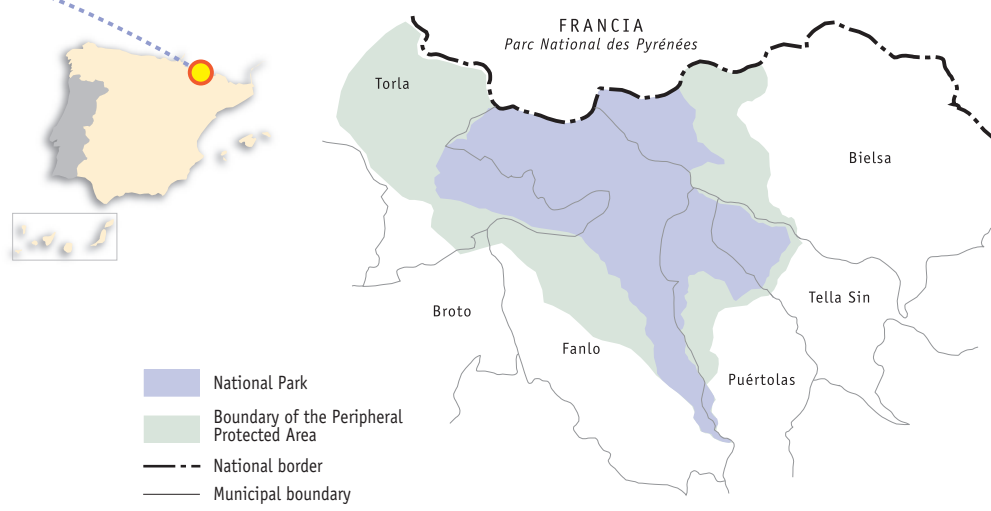 FRANCIA
Parc National des Pyrénées
Torla
Bielsa
Tella Sin
Broto
Fanlo
Puértolas
National Park
Boundary of the Peripheral
Protected Area
National border
Municipal boundary